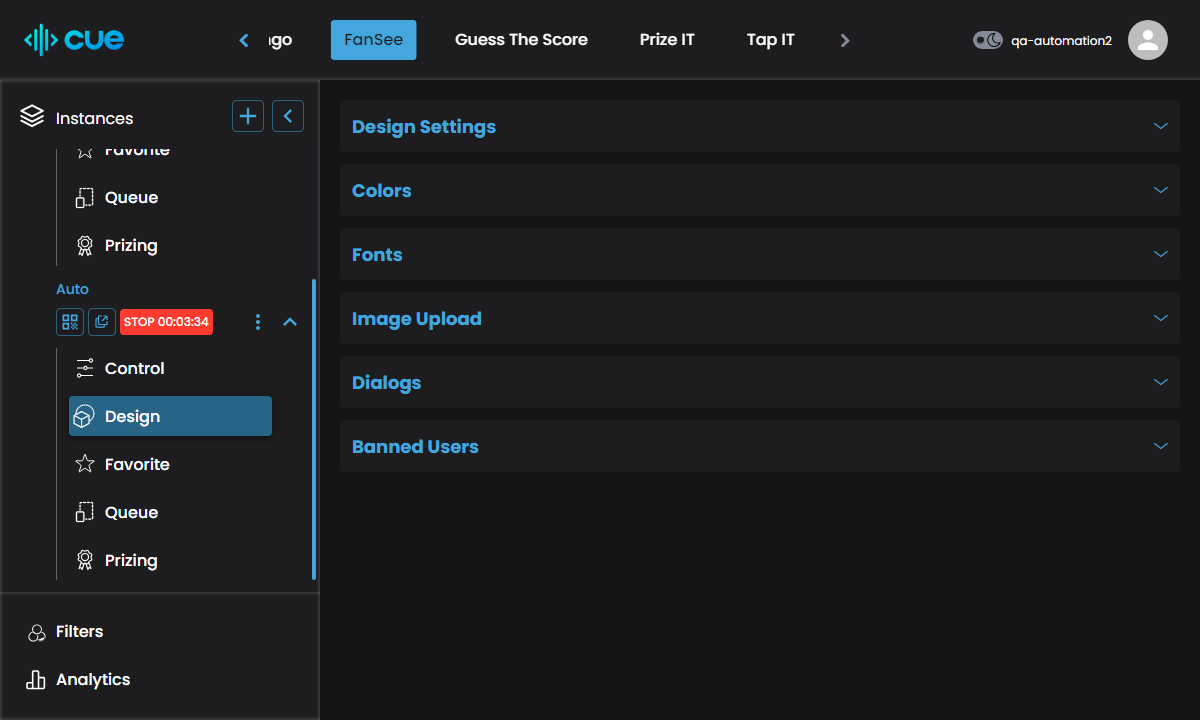 cue
FanSee
Guess The Score
Prize IT
Tap IT
qa-automation2
Instances
Favorite
Queue
Prizing
Auto
STOP 00:03:34
Control
Design
Favorite
Queue
Prizing
Filters
Analytics
Design Settings
Colors
Fonts
Image Upload
Dialogs
Banned Users